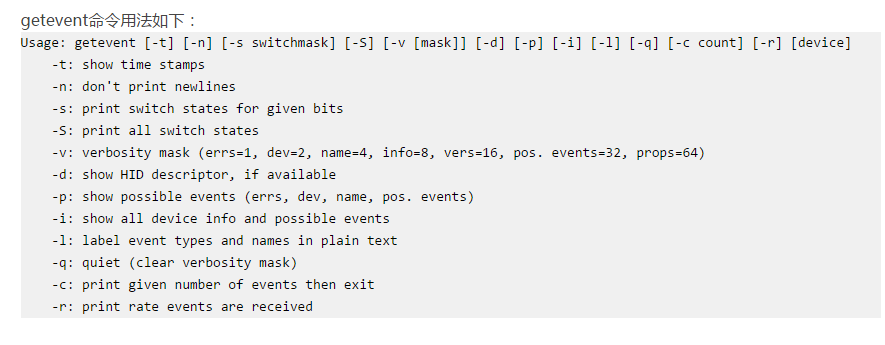 getevent命令用法如下：
Usage: getevent [-t] [-n] [-s switchmask] [-S] [-v [mask]] [-d] [-p] [-i] [-l] [-q] [-c count] [-r] [device]
    -t: show time stamps
    -n: don't print newlines
    -s: print switch states for given bits
    -S: print all switch states
    -v: verbosity mask (errs=1, dev=2, name=4, info=8, vers=16, pos. events=32, props=64)
    -d: show HID descriptor, if available
    -p: show possible events (errs, dev, name, pos. events)
    -i: show all device info and possible events
    -l: label event types and names in plain text
    -q: quiet (clear verbosity mask)
    -c: print given number of events then exit
    -r: print rate events are received